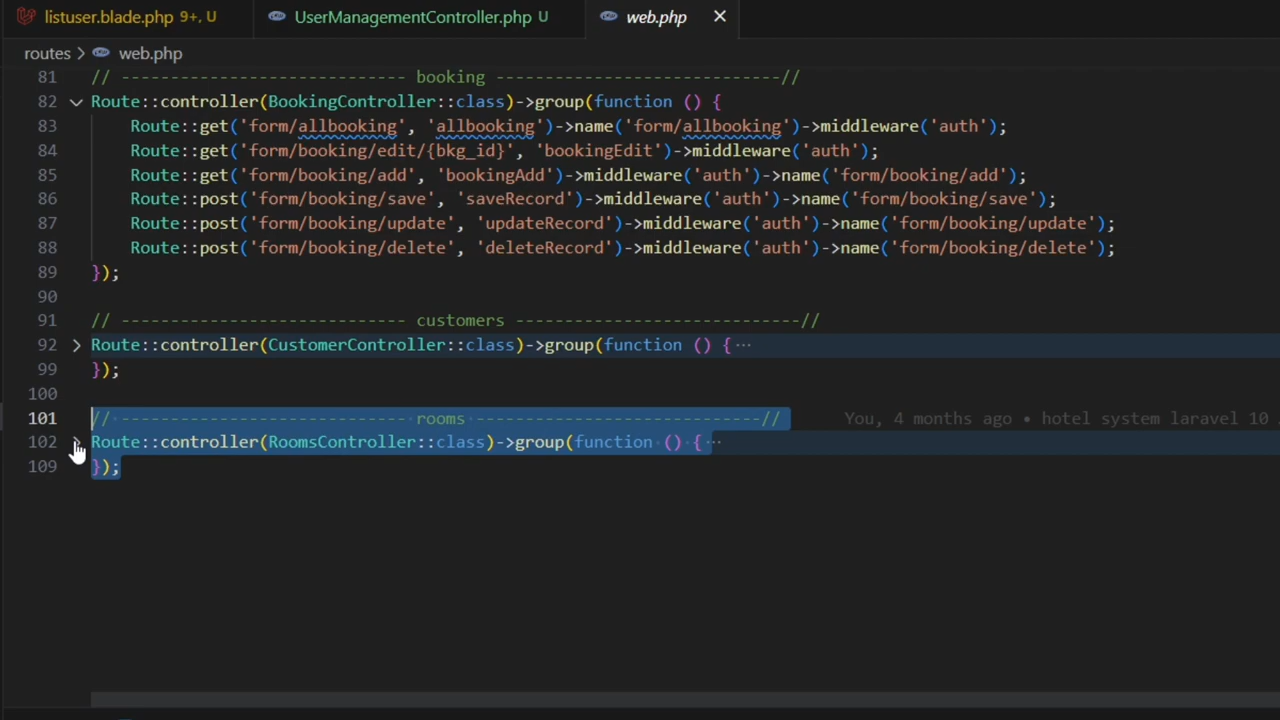 listuser.blade.php 9+, U UserManagementController.php U web.php
routes > web.php
81 // ----------------------------- booking -----------------------------//
82 Route::controller(BookingController::class)->group(function () {
83 Route::get('form/allbooking', 'allbooking')->name('form/allbooking')->middleware('auth');
84 Route::get('form/booking/edit/{bkg_id}', 'bookingEdit')->middleware('auth');
85 Route::get('form/booking/add', 'bookingAdd')->middleware('auth')->name('form/booking/add');
86 Route::post('form/booking/save', 'saveRecord')->middleware('auth')->name('form/booking/save');
87 Route::post('form/booking/update', 'updateRecord')->middleware('auth')->name('form/booking/update');
88 Route::post('form/booking/delete', 'deleteRecord')->middleware('auth')->name('form/booking/delete');
89 });
90
91 // ----------------------------- customers -----------------------------//
92 Route::controller(CustomerController::class)->group(function () {···
99 });
100
101 // ----------------------------- rooms -----------------------------// You, 4 months ago • hotel system laravel 10
102 Route::controller(RoomsController::class)->group(function () {···
109 });